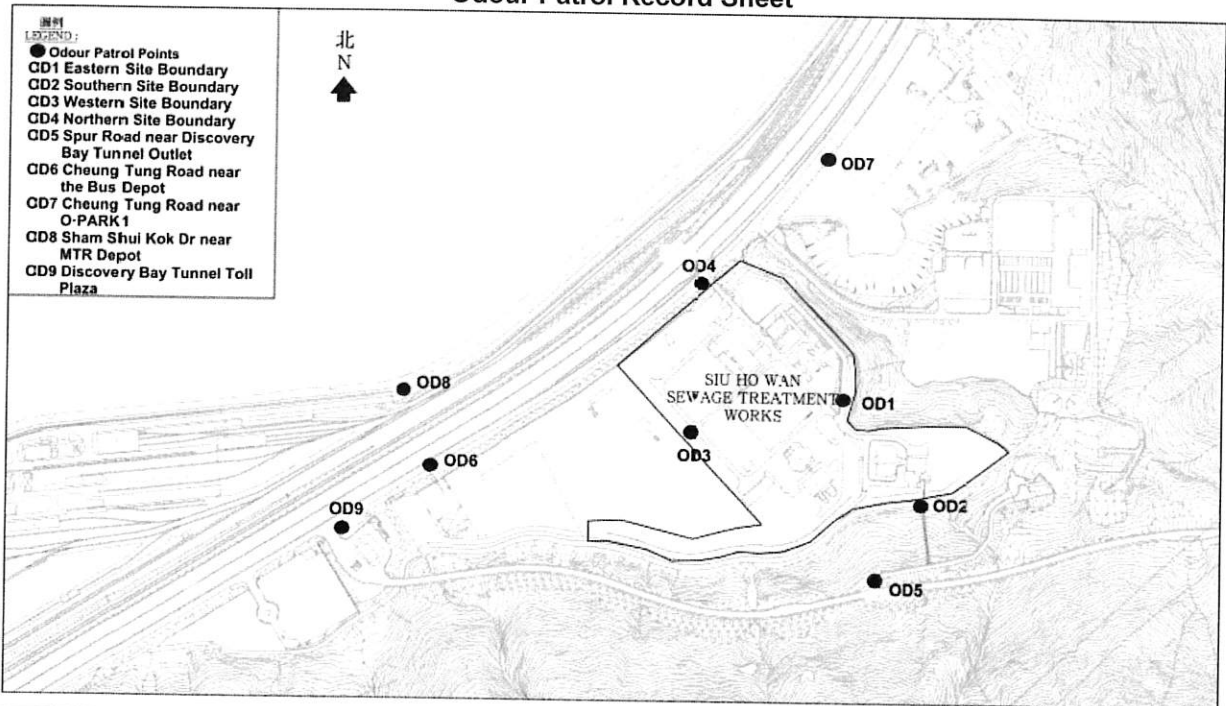 Odour Patrol Record Sheet
LEGEND :
Odour Patrol Points
OD1 Eastern Site Boundary
OD2 Southern Site Boundary
OD3 Western Site Boundary
OD4 Northern Site Boundary
OD5 Spur Road near Discovery
Bay Tunnel Outlet
OD6 Cheung Tung Road near
the Bus Depot
OD7 Cheung Tung Road near
O-PARK1
OD8 Sham Shui Kok Dr near
MTR Depot
OD9 Discovery Bay Tunnel Toll
Plaza
北
N
OD7
OD4
OD8
SIU HO WAN
SEWAGE TREATMENT
WORKS
OD1
OD3
OD6
OD2
OD9
OD5